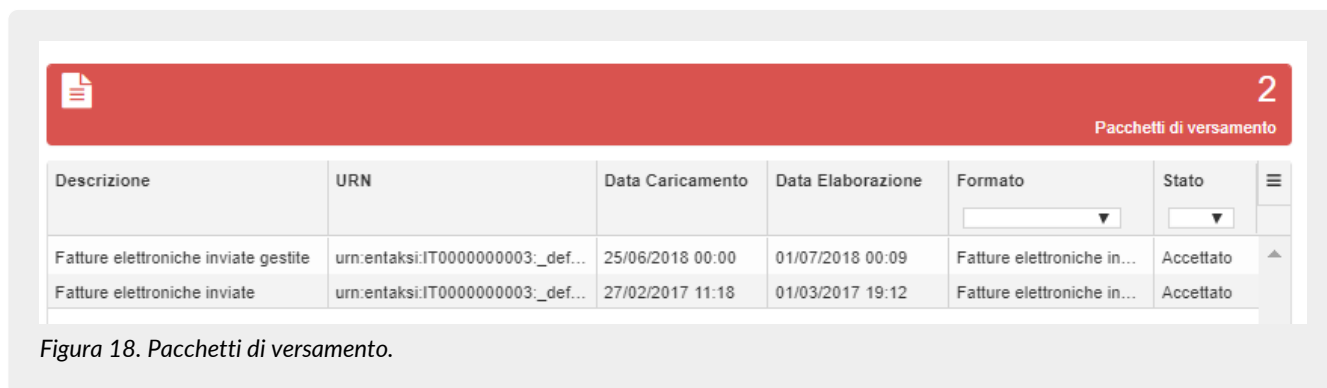 2
Pacchetti di versamento
Descrizione URN Data Caricamento Data Elaborazione Formato Stato
Fatture elettroniche inviate gestite urn:entaksi:IT0000000003:_def... 25/06/2018 00:00 01/07/2018 00:09 Fatture elettroniche in... Accettato
Fatture elettroniche inviate urn:entaksi:IT0000000003:_def... 27/02/2017 11:18 01/03/2017 19:12 Fatture elettroniche in... Accettato
Figura 18. Pacchetti di versamento.